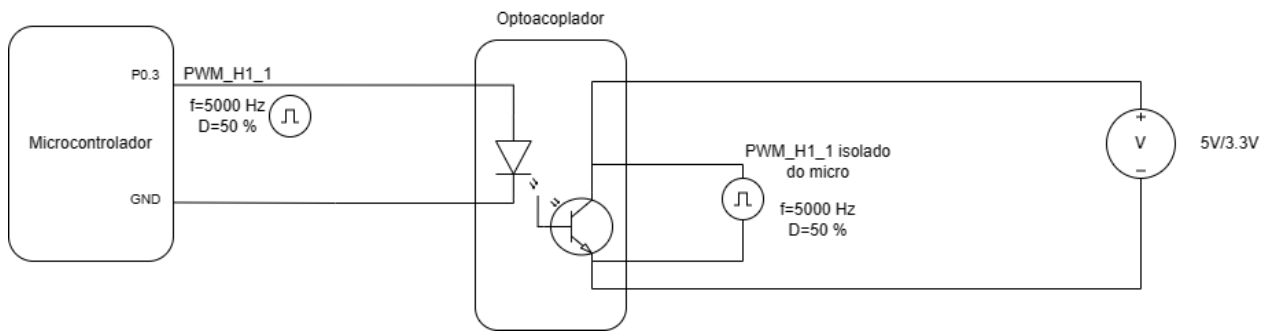 Optoacoplador
P0.3
PWM_H1_1
f=5000 Hz
D=50 %
Microcontrolador
GND
PWM_H1_1 isolado
do micro
f=5000 Hz
D=50 %
+
V
−
5V/3.3V